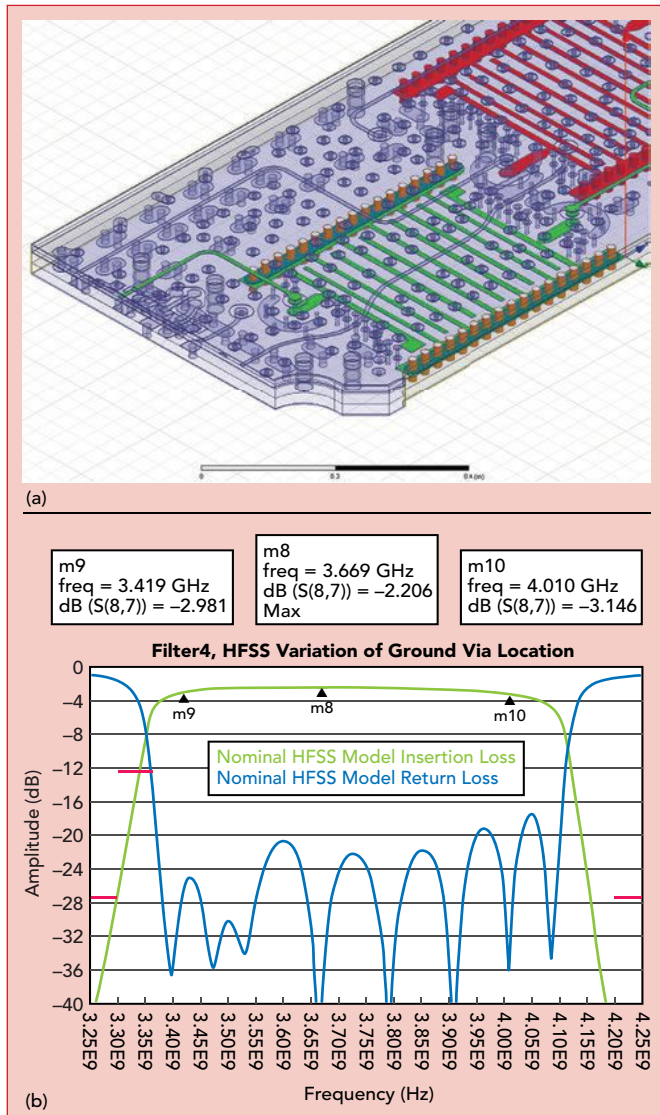 0
(a)
m9
freq = 3.419 GHz
dB (S(8,7)) = –2.981
m8
freq = 3.669 GHz
dB (S(8,7)) = –2.206
Max
m10
freq = 4.010 GHz
dB (S(8,7)) = –3.146
Filter4, HFSS Variation of Ground Via Location
Amplitude (dB)
0
–4
–8
–12
–16
–20
–24
–28
–32
–36
–40
m9
m8
m10
Nominal HFSS Model Insertion Loss
Nominal HFSS Model Return Loss
3.25E9
3.30E9
3.35E9
3.40E9
3.45E9
3.50E9
3.55E9
3.60E9
3.65E9
3.70E9
3.75E9
3.80E9
3.85E9
3.90E9
3.95E9
4.00E9
4.05E9
4.10E9
4.15E9
4.20E9
4.25E9
Frequency (Hz)
(b)